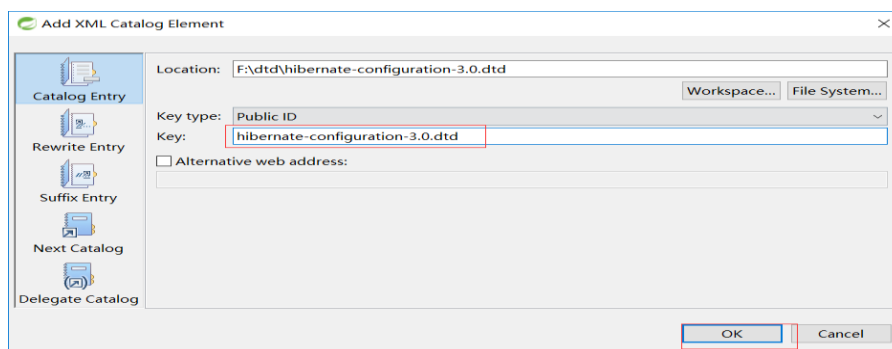 Add XML Catalog Element
Catalog Entry
Rewrite Entry
Suffix Entry
Next Catalog
Delegate Catalog
Location: F:\dtd\hibernate-configuration-3.0.dtd
Workspace... File System...
Key type: Public ID
Key: hibernate-configuration-3.0.dtd
Alternative web address:
OK Cancel